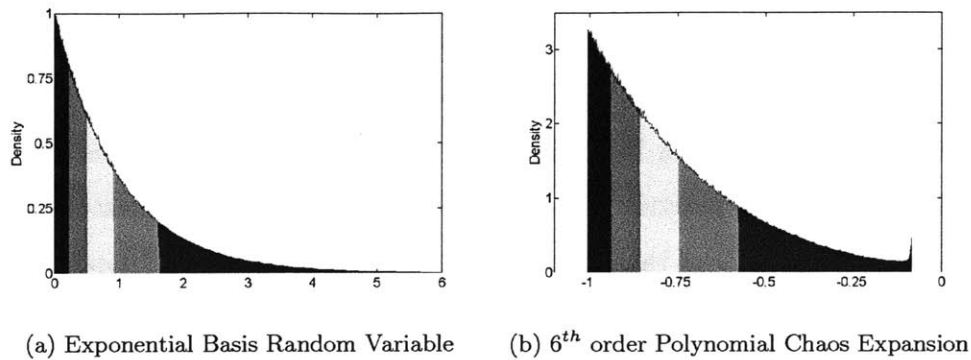 1
0.75
0.5
0.25
0
Density
0 1 2 3 4 5 6
3
2
1
0
Density
-1 -0.75 -0.5 -0.25 0
(a) Exponential Basis Random Variable
(b) 6th order Polynomial Chaos Expansion